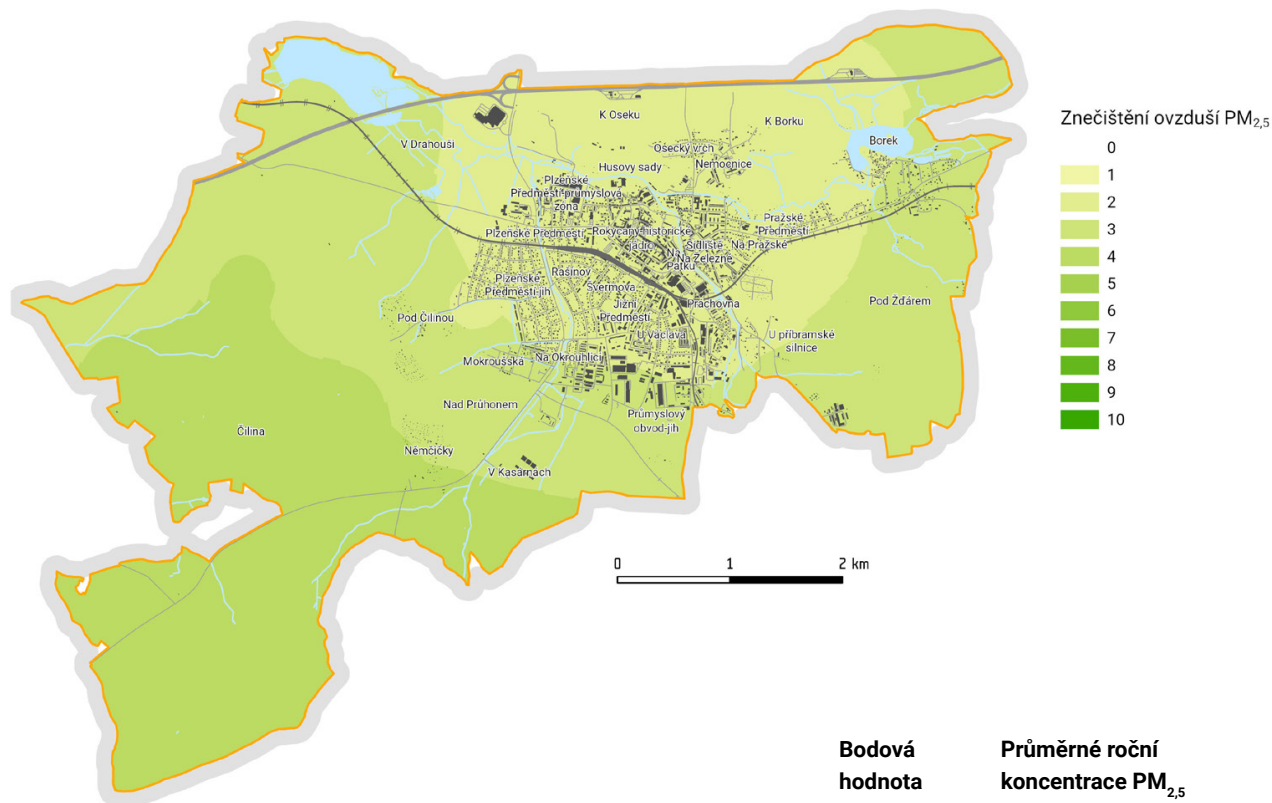 Znečištění ovzduší PM2,5
0
1
2
3
4
5
6
7
8
9
10
K Oseku
K Borku
V Drahouši
Borek
Osecký vrch
Husovy sady
Nemocnice
Plzeňské
Předměstí-průmyslová
zóna
Pražské
Předměstí
Plzeňské Předměstí
Rokycany-historické
jádro
Sídliště
Na Pražské
Na
Pátku
Na Železné
Rašínov
Plzeňské
Předměstí-jih
Švermova
Jižní
Předměstí
Práchovna
Pod Žďárem
Pod Čilinou
U Václava
U příbramské
silnice
Mokroušská
Na Okrouhlici
Nad Průhonem
Průmyslový
obvod-jih
Čilina
Němčičky
V Kasárnách
0 1 2 km
Bodová Průměrné roční
hodnota koncentrace PM2,5